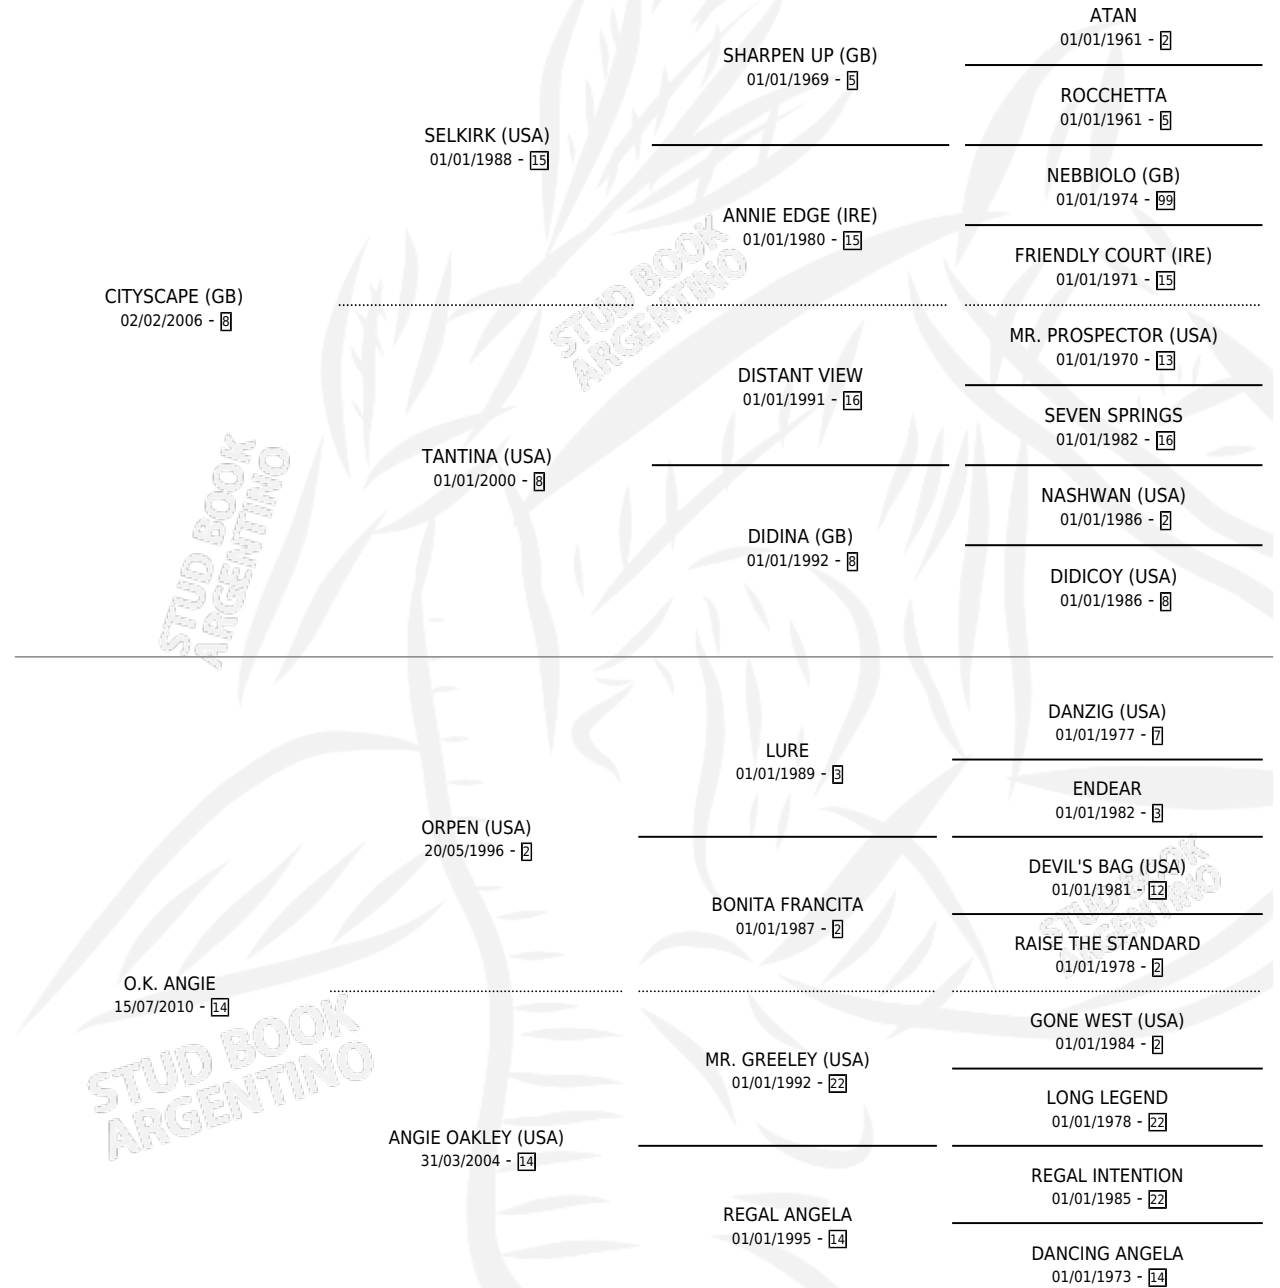 ATAN
01/01/1961 - 2
SHARPEN UP (GB)
01/01/1969 - 5
ROCCHETTA
01/01/1961 - 5
SELKIRK (USA)
01/01/1988 - 15
NEBBIOLO (GB)
01/01/1974 - 99
ANNIE EDGE (IRE)
01/01/1980 - 15
FRIENDLY COURT (IRE)
01/01/1971 - 15
CITYSCAPE (GB)
02/02/2006 - 8
STUD BOOK
ARGENTINO
MR. PROSPECTOR (USA)
01/01/1970 - 13
DISTANT VIEW
01/01/1991 - 16
SEVEN SPRINGS
01/01/1982 - 16
TANTINA (USA)
01/01/2000 - 8
NASHWAN (USA)
01/01/1986 - 2
DIDINA (GB)
01/01/1992 - 8
DIDICOY (USA)
01/01/1986 - 8
STUD BOOK
ARGENTINO
DANZIG (USA)
01/01/1977 - 7
LURE
01/01/1989 - 3
ENDEAR
01/01/1982 - 3
ORPEN (USA)
20/05/1996 - 2
DEVIL'S BAG (USA)
01/01/1981 - 12
BONITA FRANCITA
01/01/1987 - 2
STUD BOOK
ARGENTINO
RAISE THE STANDARD
01/01/1978 - 2
O.K. ANGIE
15/07/2010 - 14
GONE WEST (USA)
01/01/1984 - 2
MR. GREELEY (USA)
01/01/1992 - 22
STUD BOOK
ARGENTINO
LONG LEGEND
01/01/1978 - 22
ANGIE OAKLEY (USA)
31/03/2004 - 14
REGAL INTENTION
01/01/1985 - 22
REGAL ANGELA
01/01/1995 - 14
DANCING ANGELA
01/01/1973 - 14